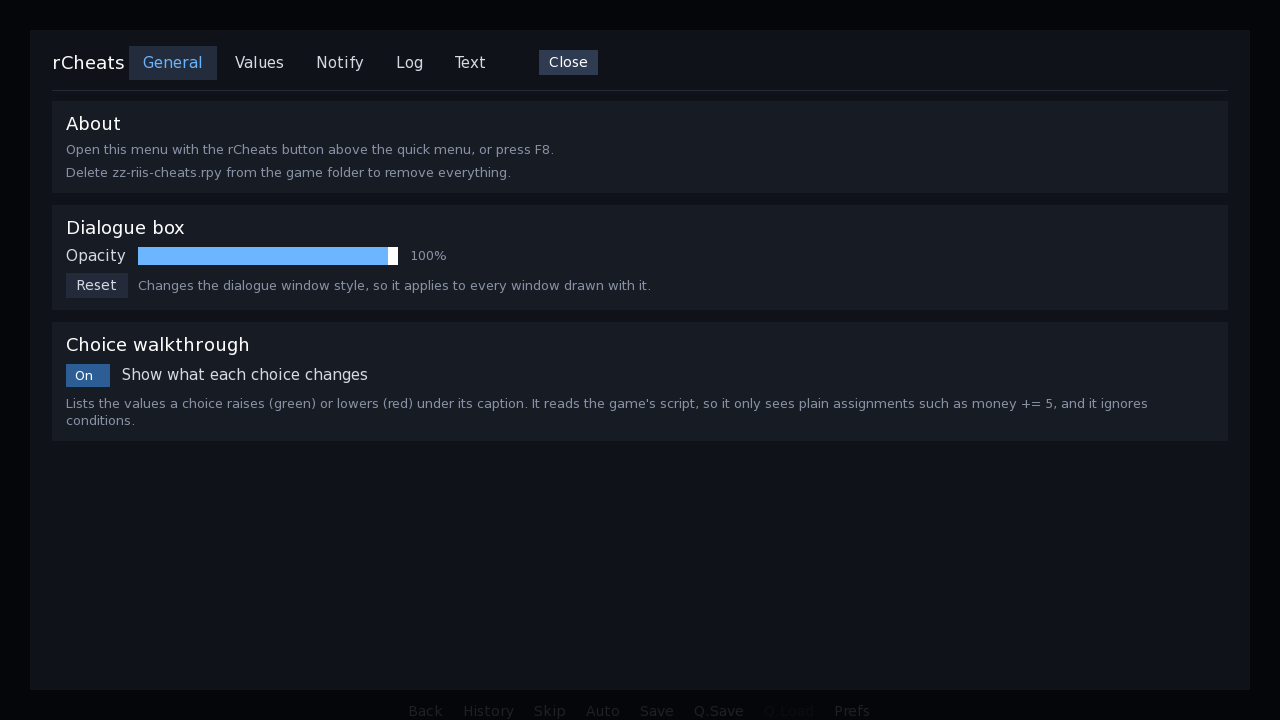 rCheats General Values Notify Log Text Close
About
Open this menu with the rCheats button above the quick menu, or press F8.
Delete zz-riis-cheats.rpy from the game folder to remove everything.
Dialogue box
Opacity 100%
Reset Changes the dialogue window style, so it applies to every window drawn with it.
Choice walkthrough
On Show what each choice changes
Lists the values a choice raises (green) or lowers (red) under its caption. It reads the game's script, so it only sees plain assignments such as money += 5, and it ignores
conditions.
Back History Skip Auto Save Q.Save Q.Load Prefs